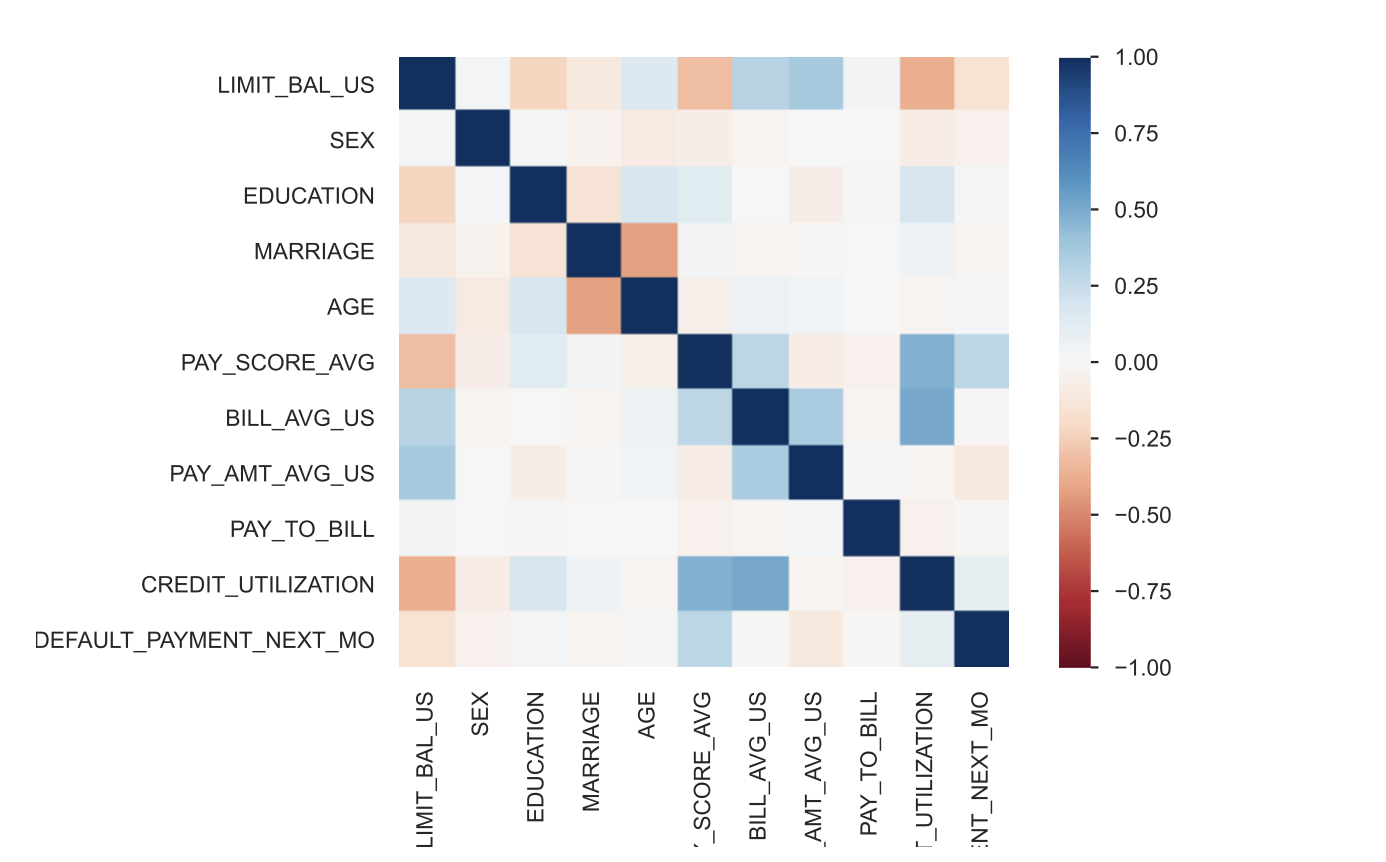 LIMIT_BAL_US
SEX
EDUCATION
MARRIAGE
AGE
PAY_SCORE_AVG
BILL_AVG_US
PAY_AMT_AVG_US
PAY_TO_BILL
CREDIT_UTILIZATION
DEFAULT_PAYMENT_NEXT_MO
1.00
0.75
0.50
0.25
0.00
−0.25
−0.50
−0.75
−1.00
LIMIT_BAL_US
SEX
EDUCATION
MARRIAGE
AGE
Y_SCORE_AVG
BILL_AVG_US
_AMT_AVG_US
PAY_TO_BILL
T_UTILIZATION
ENT_NEXT_MO